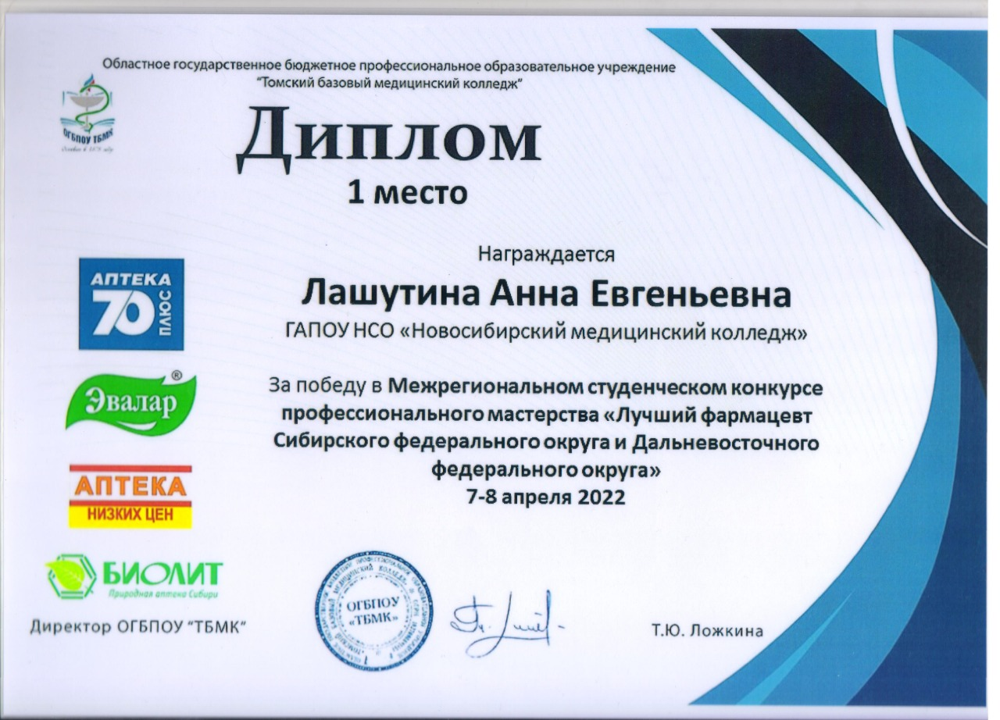 Областное государственное бюджетное профессиональное образовательное учреждение
"Томский базовый медицинский колледж"
ОГБПОУ ТБМК
Диплом
1 место
Награждается
Лашутина Анна Евгеньевна
ГАПОУ НСО «Новосибирский медицинский колледж»
АПТЕКА
70
ПЛЮС
Эвалар®
АПТЕКА
НИЗКИХ ЦЕН
БИОЛИТ
Природная аптека Сибири
За победу в Межрегиональном студенческом конкурсе
профессионального мастерства «Лучший фармацевт
Сибирского федерального округа и Дальневосточного
федерального округа»
7-8 апреля 2022
Директор ОГБПОУ "ТБМК"
ОГБПОУ
«ТБМК»
Т.Ю. Ложкина